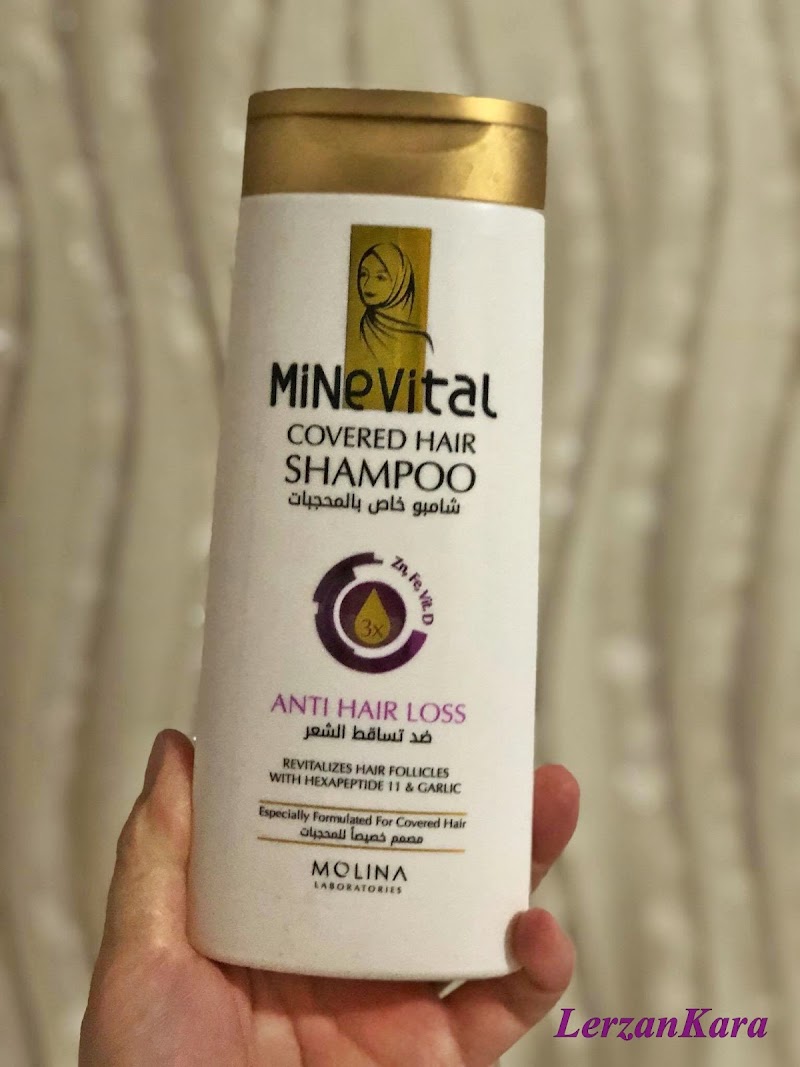 MiNeVital
COVERED HAIR
SHAMPOO
شامبو خاص بالمحجبات
Zn, Fe, Vit. D
3x
ANTI HAIR LOSS
ضد تساقط الشعر
REVITALIZES HAIR FOLLICLES
WITH HEXAPEPTIDE 11 & GARLIC
Especially Formulated For Covered Hair
مصمم خصيصاً للمحجبات
MOLINA
LABORATORIES
LerzanKara